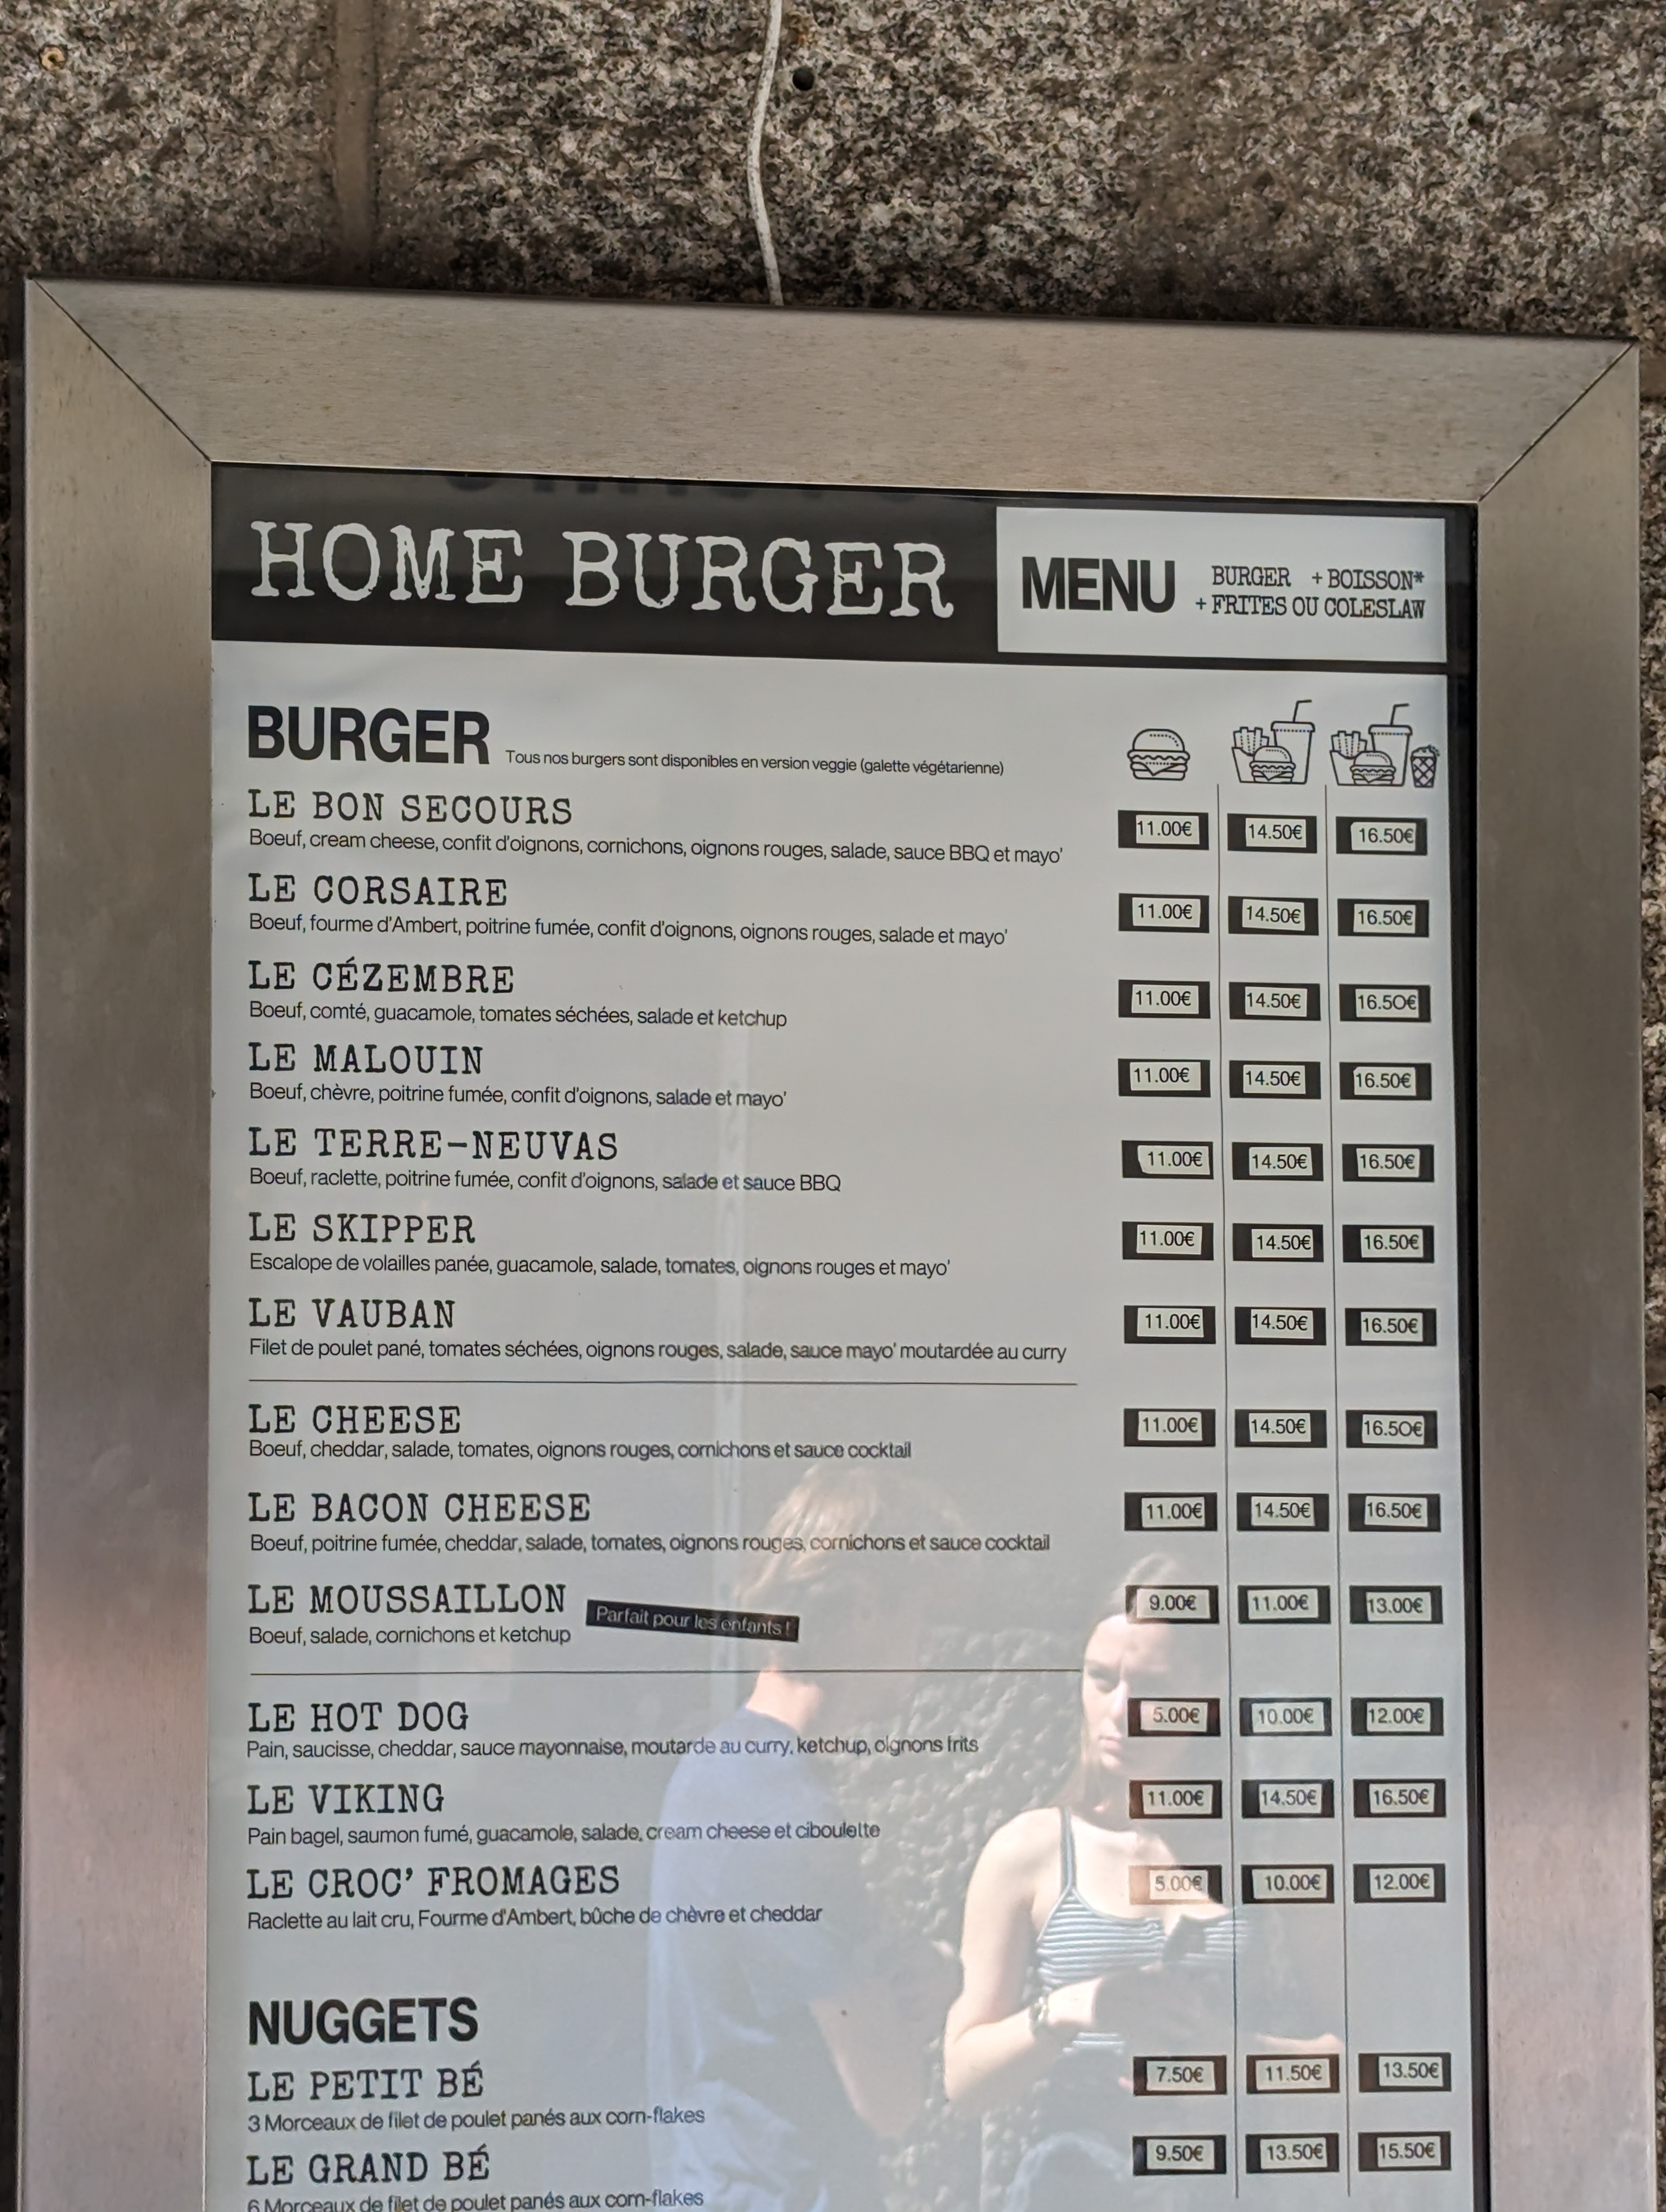 HOME BURGER
MENU
BURGER + BOISSON*
+ FRITES OU COLESLAW
BURGER Tous nos burgers sont disponibles en version veggie (galette végétarienne)
LE BON SECOURS 11.00€ 14.50€ 16.50€
Boeuf, cream cheese, confit d'oignons, cornichons, oignons rouges, salade, sauce BBQ et mayo'
LE CORSAIRE 11.00€ 14.50€ 16.50€
Boeuf, fourme d'Ambert, poitrine fumée, confit d'oignons, oignons rouges, salade et mayo'
LE CÉZEMBRE 11.00€ 14.50€ 16.50€
Boeuf, comté, guacamole, tomates séchées, salade et ketchup
LE MALOUIN 11.00€ 14.50€ 16.50€
Boeuf, chèvre, poitrine fumée, confit d'oignons, salade et mayo'
LE TERRE-NEUVAS 11.00€ 14.50€ 16.50€
Boeuf, raclette, poitrine fumée, confit d'oignons, salade et sauce BBQ
LE SKIPPER 11.00€ 14.50€ 16.50€
Escalope de volailles panée, guacamole, salade, tomates, oignons rouges et mayo'
LE VAUBAN 11.00€ 14.50€ 16.50€
Filet de poulet pané, tomates séchées, oignons rouges, salade, sauce mayo' moutardée au curry
LE CHEESE 11.00€ 14.50€ 16.50€
Boeuf, cheddar, salade, tomates, oignons rouges, cornichons et sauce cocktail
LE BACON CHEESE 11.00€ 14.50€ 16.50€
Boeuf, poitrine fumée, cheddar, salade, tomates, oignons rouges, cornichons et sauce cocktail
LE MOUSSAILLON Parfait pour les enfants ! 9.00€ 11.00€ 13.00€
Boeuf, salade, cornichons et ketchup
LE HOT DOG 5.00€ 10.00€ 12.00€
Pain, saucisse, cheddar, sauce mayonnaise, moutarde au curry, ketchup, oignons frits
LE VIKING 11.00€ 14.50€ 16.50€
Pain bagel, saumon fumé, guacamole, salade, cream cheese et ciboulette
LE CROC' FROMAGES 5.00€ 10.00€ 12.00€
Raclette au lait cru, Fourme d'Ambert, bûche de chèvre et cheddar
NUGGETS
LE PETIT BÉ 7.50€ 11.50€ 13.50€
3 Morceaux de filet de poulet panés aux corn-flakes
LE GRAND BÉ 9.50€ 13.50€ 15.50€
6 Morceaux de filet de poulet panés aux corn-flakes